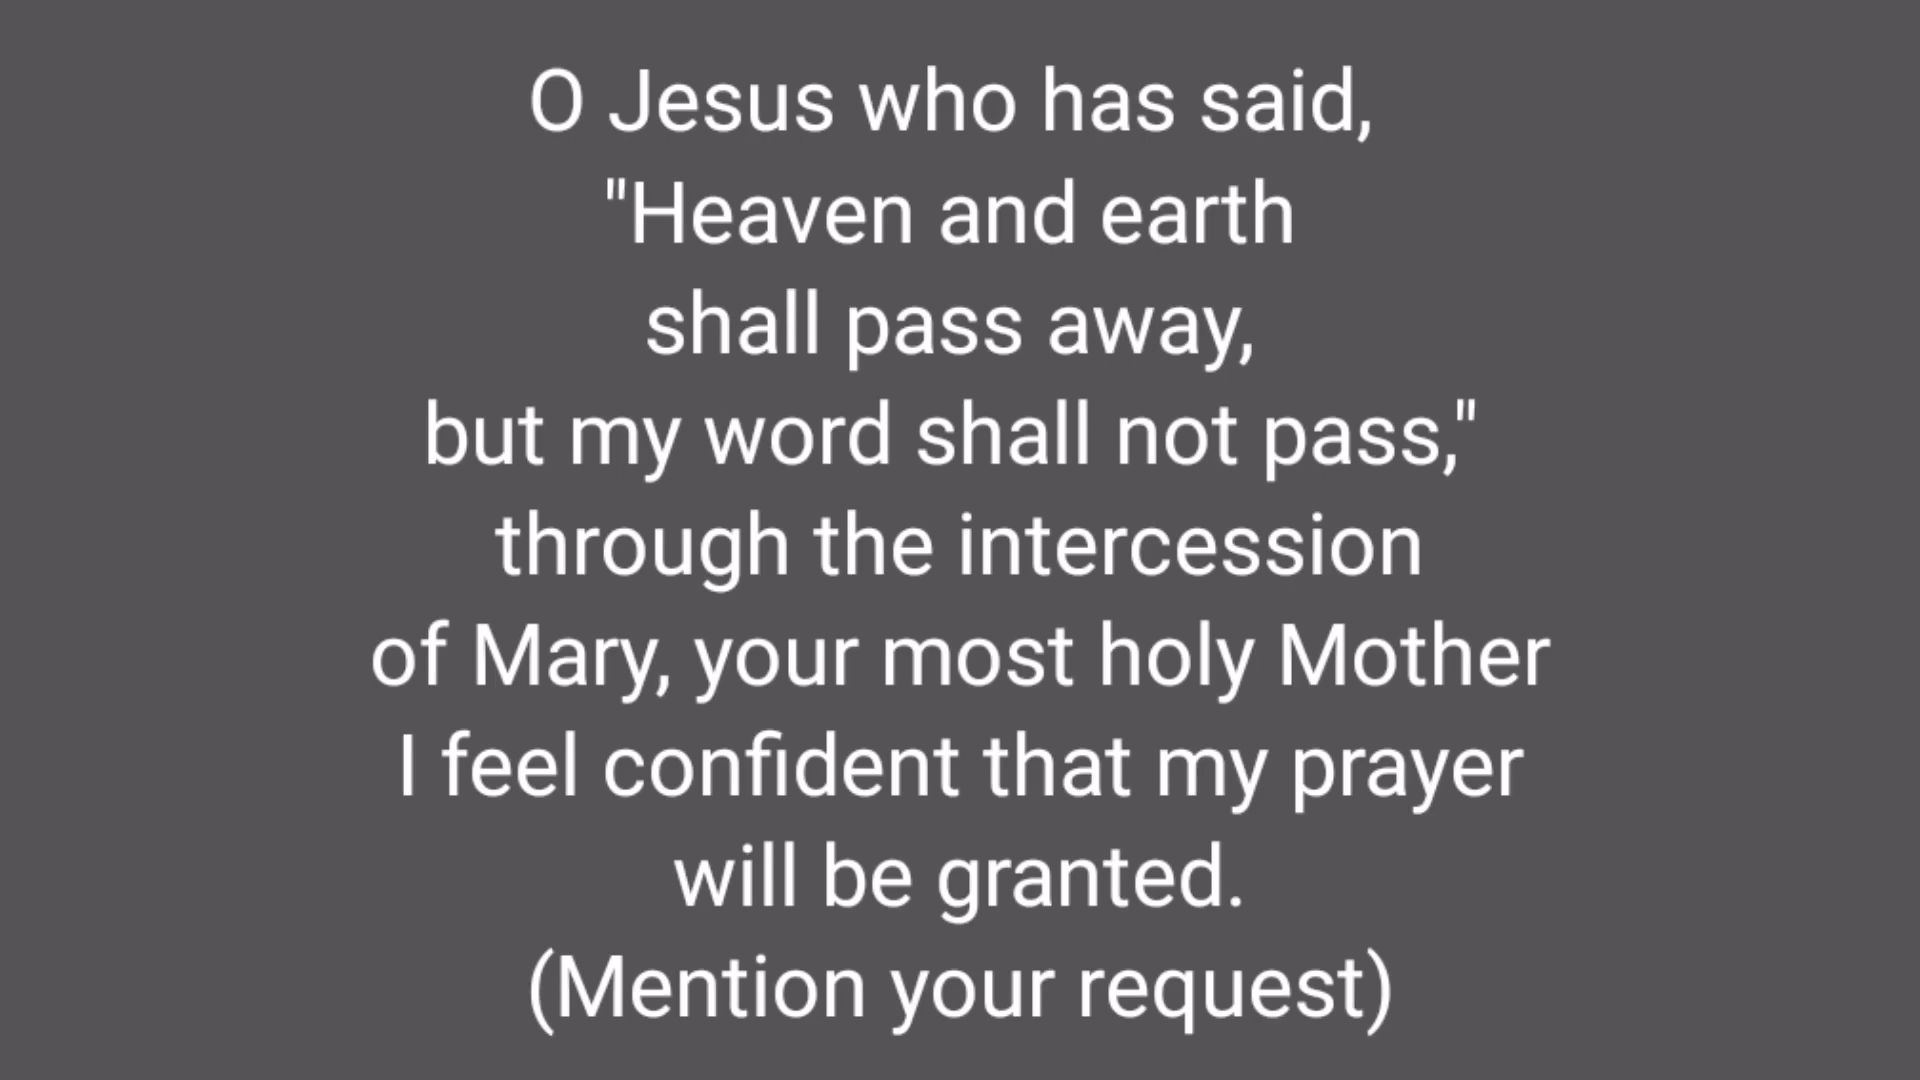 O Jesus who has said,
"Heaven and earth
shall pass away,
but my word shall not pass,"
through the intercession
of Mary, your most holy Mother
I feel confident that my prayer
will be granted.
(Mention your request)